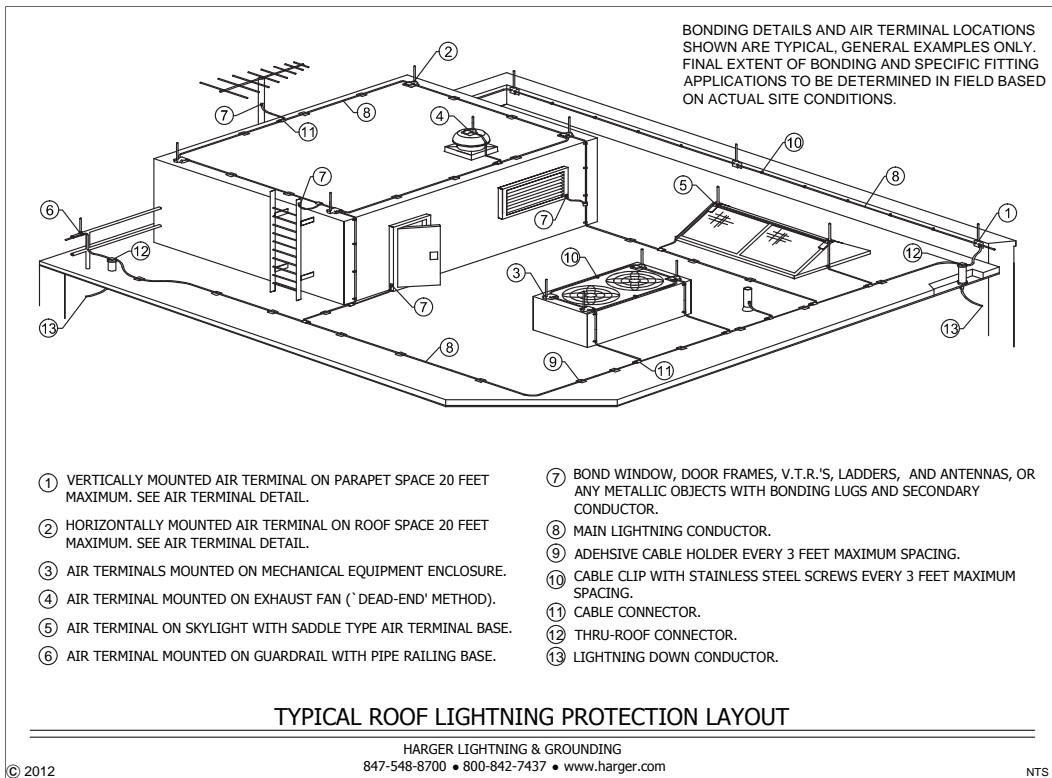 BONDING DETAILS AND AIR TERMINAL LOCATIONS
SHOWN ARE TYPICAL, GENERAL EXAMPLES ONLY.
FINAL EXTENT OF BONDING AND SPECIFIC FITTING
APPLICATIONS TO BE DETERMINED IN FIELD BASED
ON ACTUAL SITE CONDITIONS.
2
8
7
11
4
10
8
7
5
6
7
1
12
12
10
3
7
13
13
8
9
11
1 VERTICALLY MOUNTED AIR TERMINAL ON PARAPET SPACE 20 FEET
MAXIMUM. SEE AIR TERMINAL DETAIL.
2 HORIZONTALLY MOUNTED AIR TERMINAL ON ROOF SPACE 20 FEET
MAXIMUM. SEE AIR TERMINAL DETAIL.
3 AIR TERMINALS MOUNTED ON MECHANICAL EQUIPMENT ENCLOSURE.
4 AIR TERMINAL MOUNTED ON EXHAUST FAN (`DEAD-END' METHOD).
5 AIR TERMINAL ON SKYLIGHT WITH SADDLE TYPE AIR TERMINAL BASE.
6 AIR TERMINAL MOUNTED ON GUARDRAIL WITH PIPE RAILING BASE.
7 BOND WINDOW, DOOR FRAMES, V.T.R.'S, LADDERS, AND ANTENNAS, OR
ANY METALLIC OBJECTS WITH BONDING LUGS AND SECONDARY
CONDUCTOR.
8 MAIN LIGHTNING CONDUCTOR.
9 ADEHSIVE CABLE HOLDER EVERY 3 FEET MAXIMUM SPACING.
10 CABLE CLIP WITH STAINLESS STEEL SCREWS EVERY 3 FEET MAXIMUM
SPACING.
11 CABLE CONNECTOR.
12 THRU-ROOF CONNECTOR.
13 LIGHTNING DOWN CONDUCTOR.
TYPICAL ROOF LIGHTNING PROTECTION LAYOUT
HARGER LIGHTNING & GROUNDING
847-548-8700 • 800-842-7437 • www.harger.com
© 2012
NTS